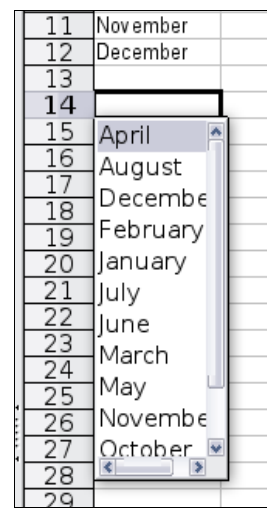 11 November
12 December
13
14
15
16
17
18
19
20
21
22
23
24
25
26
27
28
29
April
August
Decembe
February
January
July
June
March
May
Novembe
October